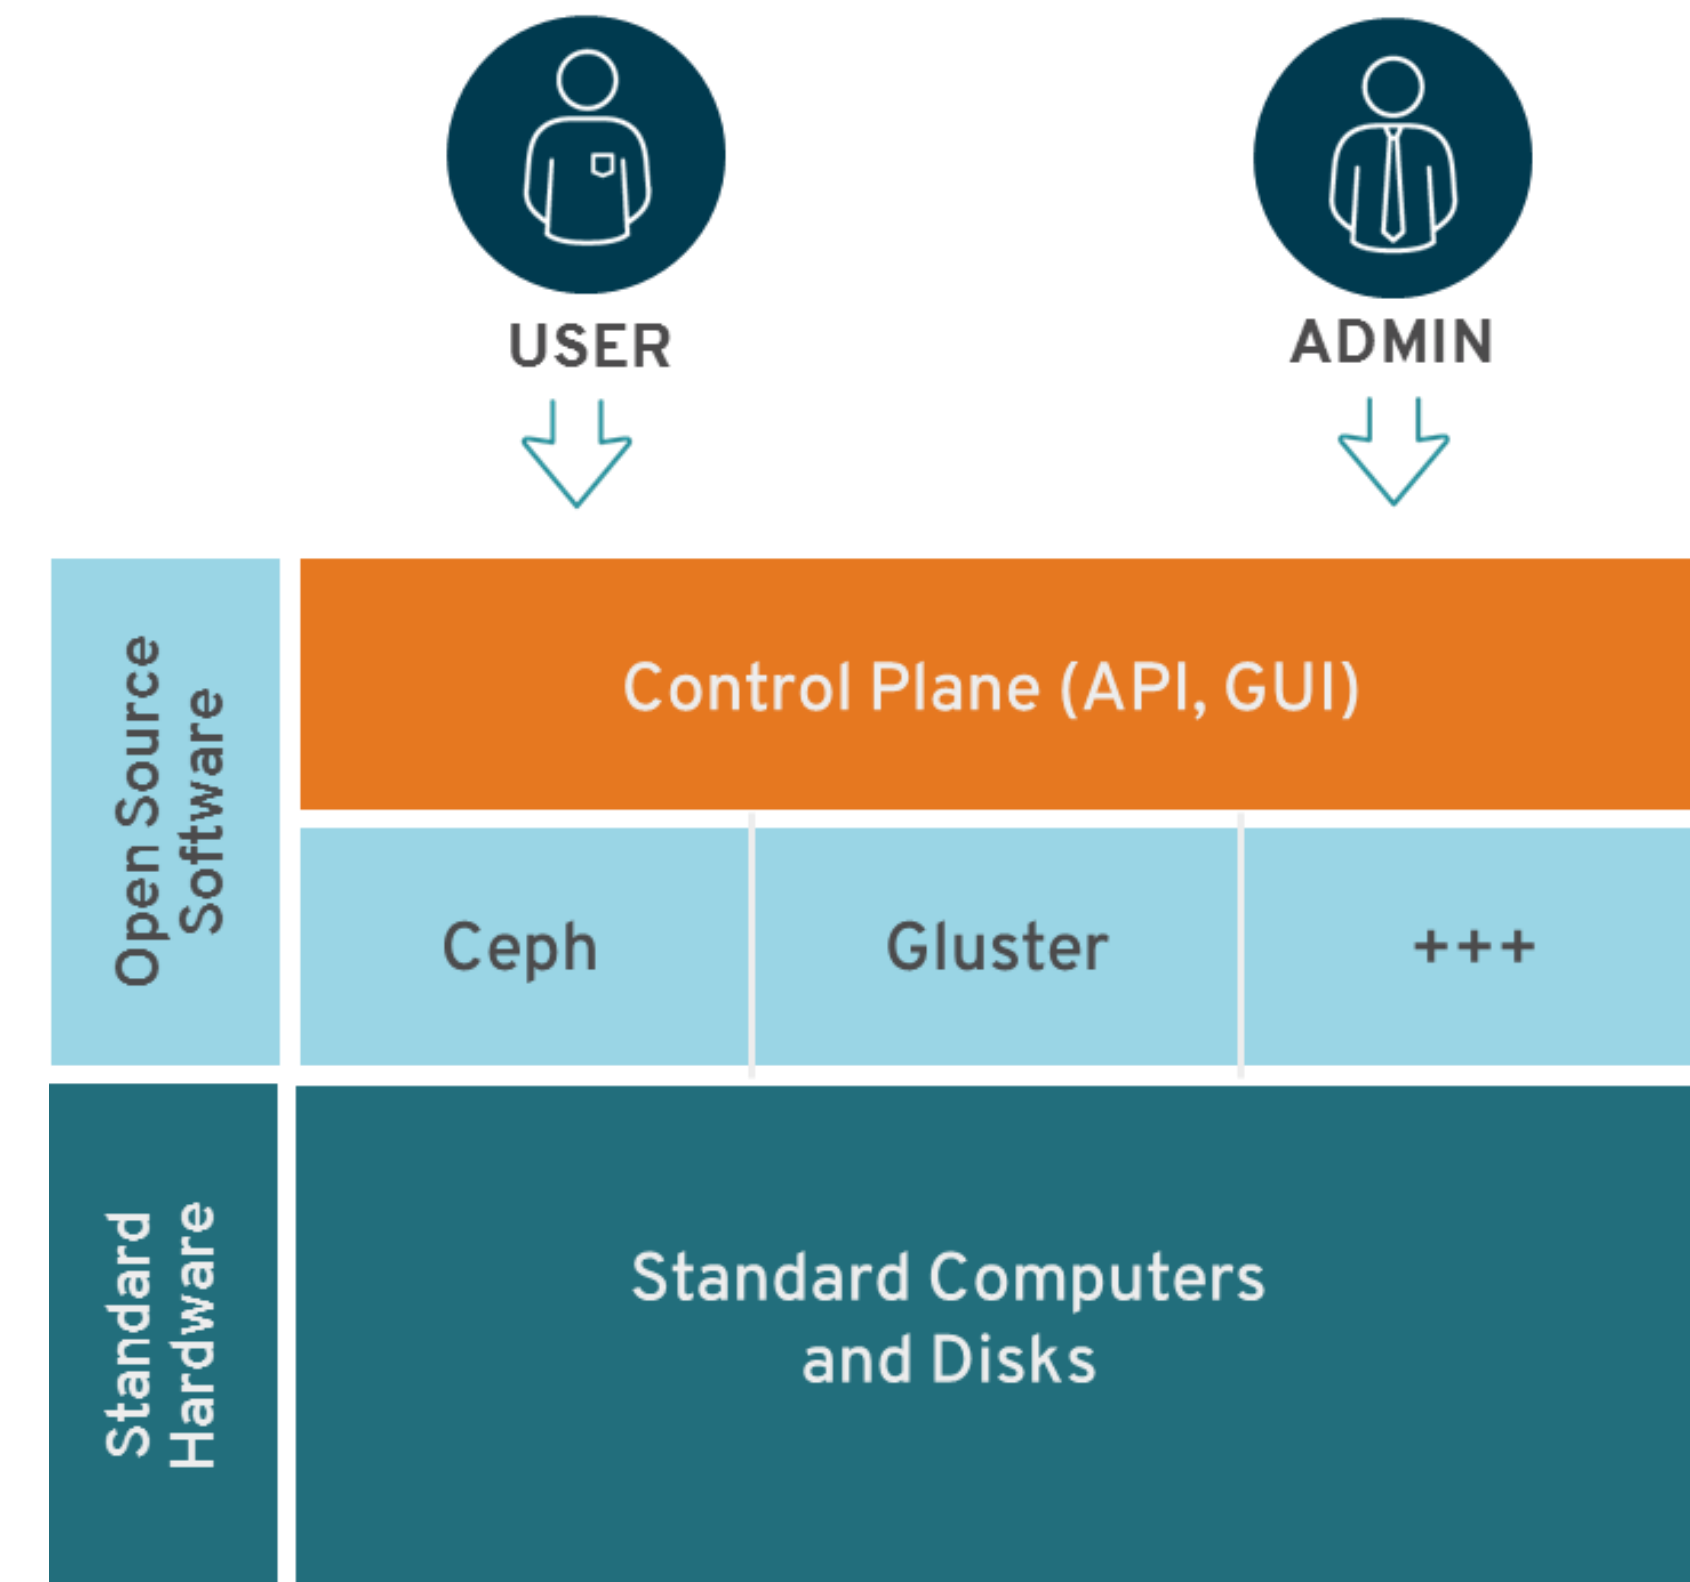 USER
ADMIN
Open Source
Software
Control Plane (API, GUI)
Ceph
Gluster
+++
Standard
Hardware
Standard Computers
and Disks